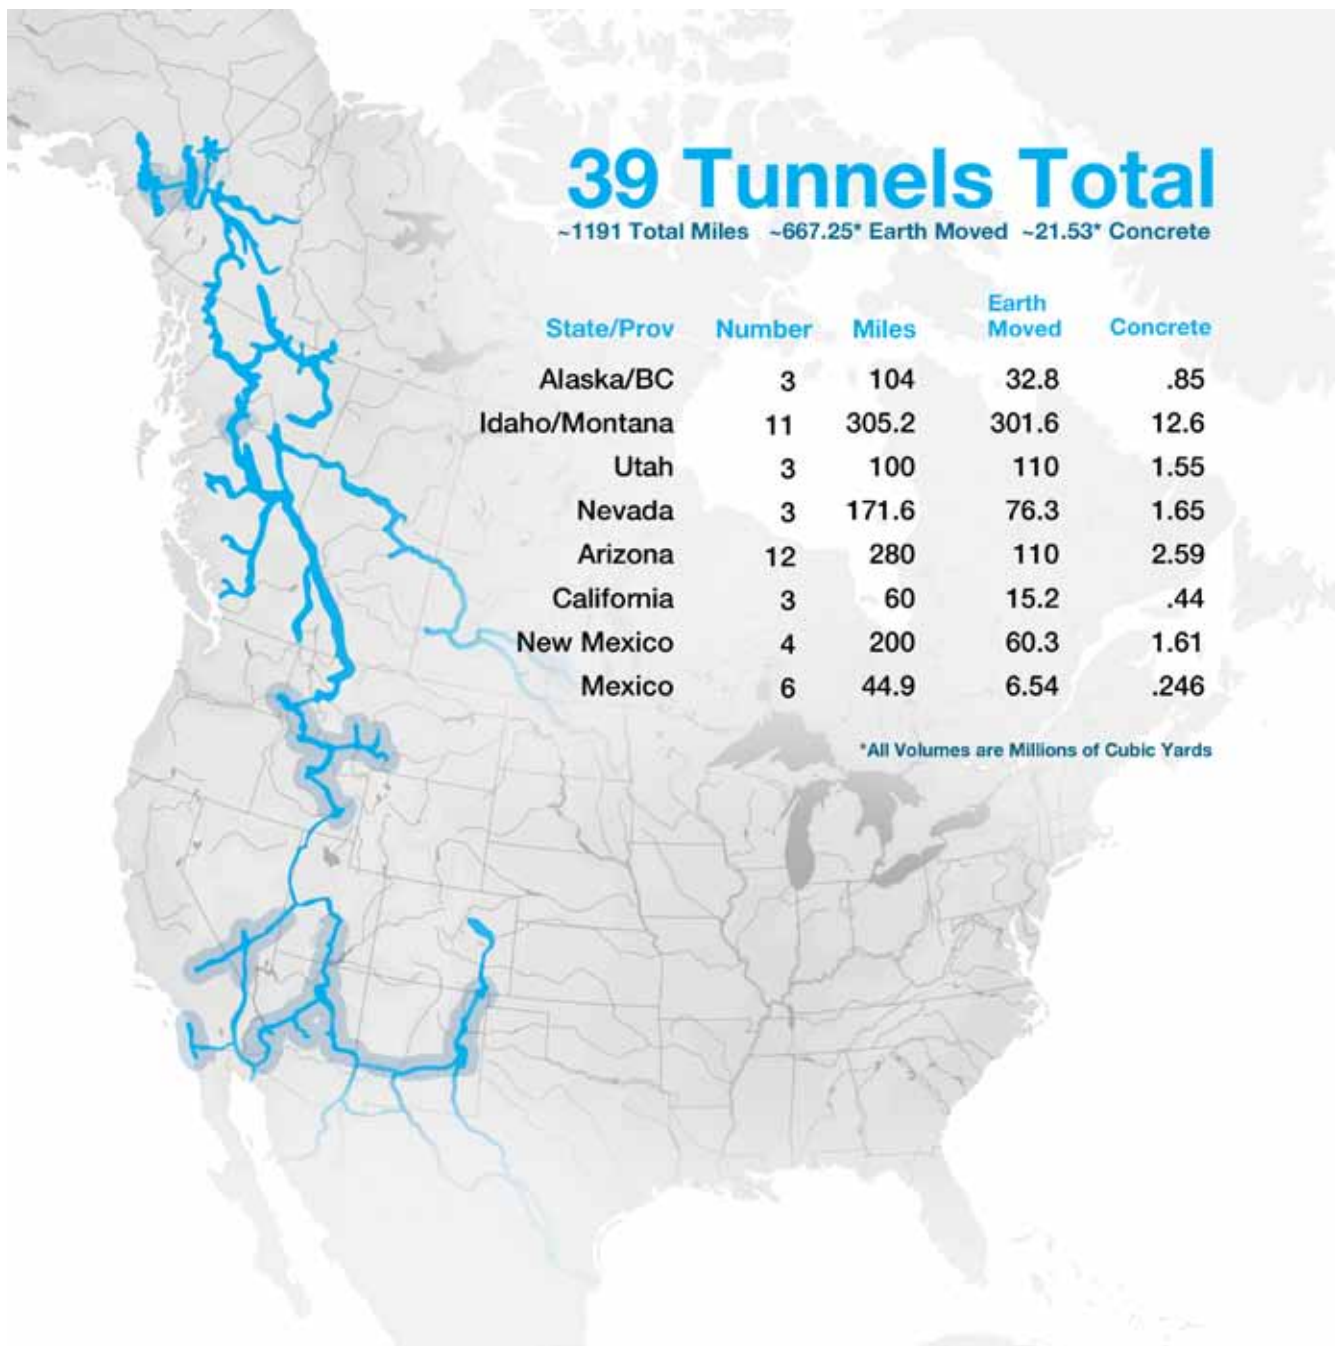 39 Tunnels Total
~1191 Total Miles ~667.25* Earth Moved ~21.53* Concrete
State/Prov Number Miles Earth Moved Concrete
Alaska/BC 3 104 32.8 .85
Idaho/Montana 11 305.2 301.6 12.6
Utah 3 100 110 1.55
Nevada 3 171.6 76.3 1.65
Arizona 12 280 110 2.59
California 3 60 15.2 .44
New Mexico 4 200 60.3 1.61
Mexico 6 44.9 6.54 .246
*All Volumes are Millions of Cubic Yards